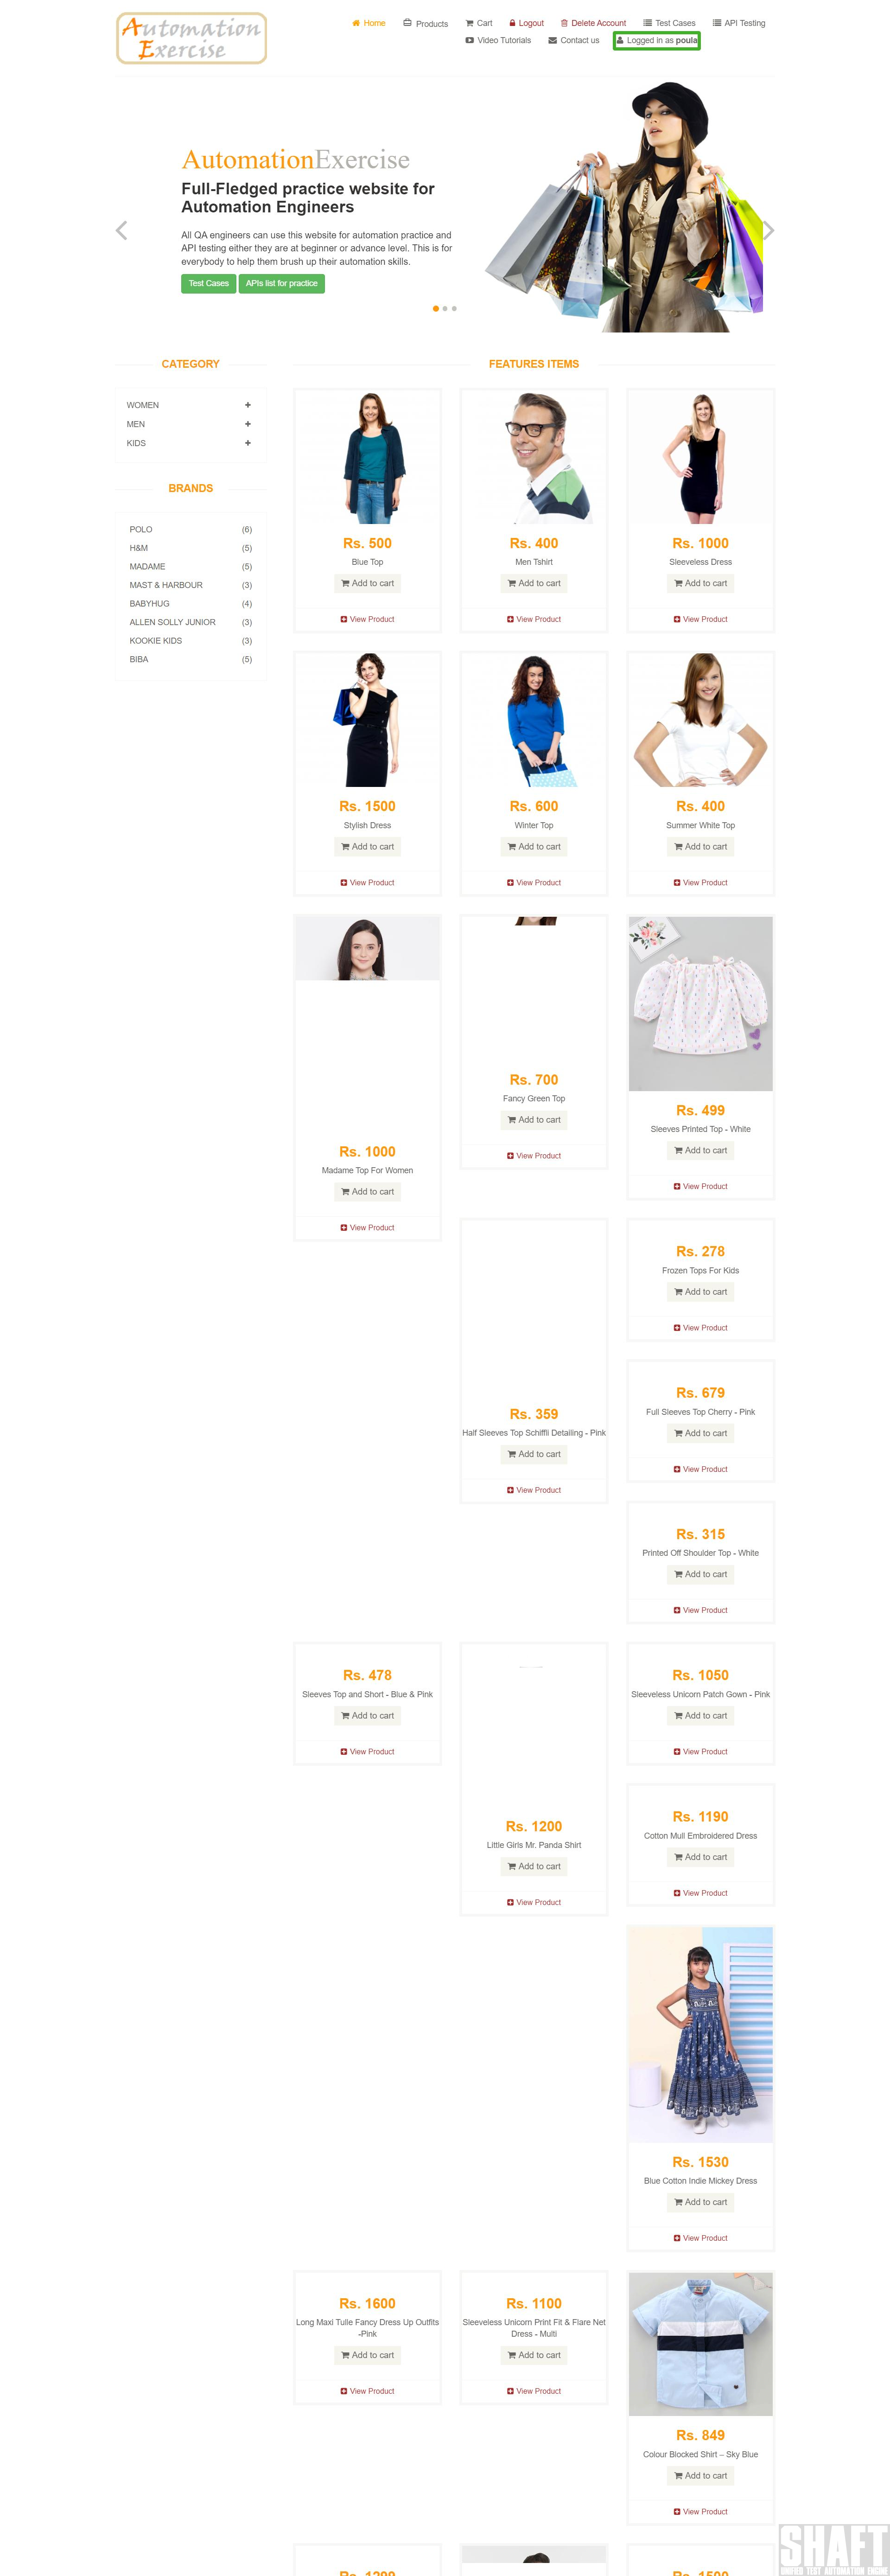 Automation
Exercise
Home
Products
Cart
Logout
Delete Account
Test Cases
API Testing
Video Tutorials
Contact us
Logged in as poula
AutomationExercise
Full-Fledged practice website for
Automation Engineers
All QA engineers can use this website for automation practice and
API testing either they are at beginner or advance level. This is for
everybody to help them brush up their automation skills.
Test Cases
APIs list for practice
CATEGORY
WOMEN
MEN
KIDS
BRANDS
POLO (6)
H&M (5)
MADAME (5)
MAST & HARBOUR (3)
BABYHUG (4)
ALLEN SOLLY JUNIOR (3)
KOOKIE KIDS (3)
BIBA (5)
FEATURES ITEMS
Rs. 500
Blue Top
Add to cart
View Product
Rs. 400
Men Tshirt
Add to cart
View Product
Rs. 1000
Sleeveless Dress
Add to cart
View Product
Rs. 1500
Stylish Dress
Add to cart
View Product
Rs. 600
Winter Top
Add to cart
View Product
Rs. 400
Summer White Top
Add to cart
View Product
Rs. 1000
Madame Top For Women
Add to cart
View Product
Rs. 700
Fancy Green Top
Add to cart
View Product
Rs. 499
Sleeves Printed Top - White
Add to cart
View Product
Rs. 359
Half Sleeves Top Schiffli Detailing - Pink
Add to cart
View Product
Rs. 278
Frozen Tops For Kids
Add to cart
View Product
Rs. 679
Full Sleeves Top Cherry - Pink
Add to cart
View Product
Rs. 315
Printed Off Shoulder Top - White
Add to cart
View Product
Rs. 478
Sleeves Top and Short - Blue & Pink
Add to cart
View Product
Rs. 1200
Little Girls Mr. Panda Shirt
Add to cart
View Product
Rs. 1050
Sleeveless Unicorn Patch Gown - Pink
Add to cart
View Product
Rs. 1190
Cotton Mull Embroidered Dress
Add to cart
View Product
Rs. 1530
Blue Cotton Indie Mickey Dress
Add to cart
View Product
Rs. 1600
Long Maxi Tulle Fancy Dress Up Outfits
-Pink
Add to cart
View Product
Rs. 1100
Sleeveless Unicorn Print Fit & Flare Net
Dress - Multi
Add to cart
View Product
Rs. 849
Colour Blocked Shirt – Sky Blue
Add to cart
View Product
SHAFT
UNIFIED TEST AUTOMATION ENGINE